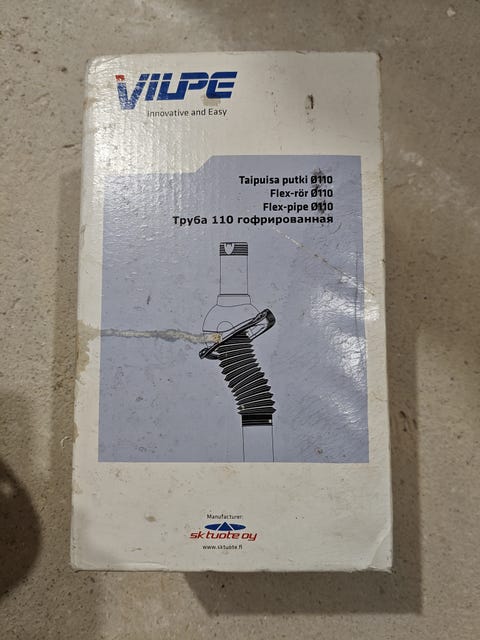 VILPE
Innovative and Easy
Taipuisa putki Ø110
Flex-rör Ø110
Flex-pipe Ø110
Труба 110 гофрированная
Manufacturer:
sk tuote oy
www.sktuote.fi